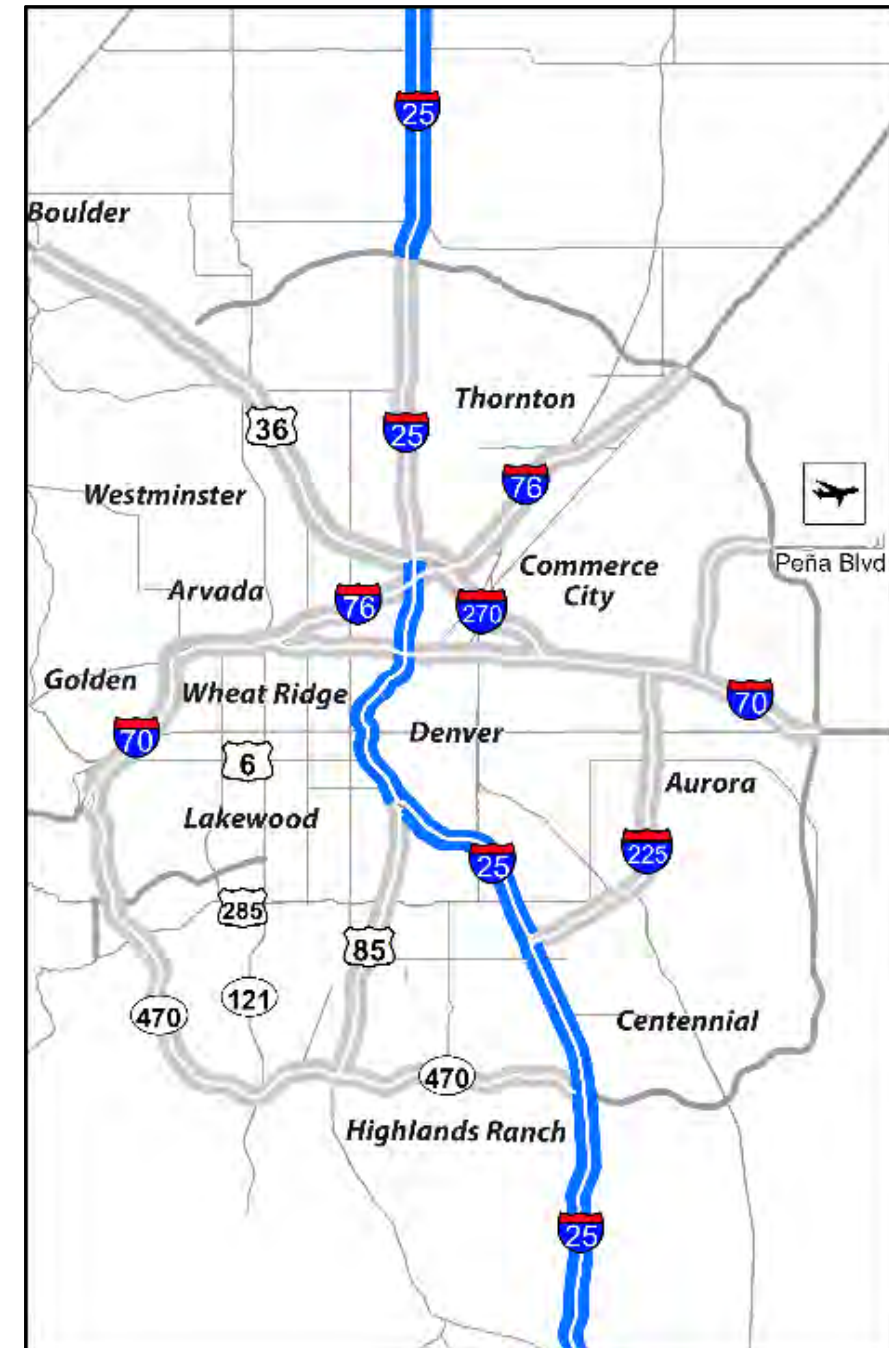 25
Boulder
Thornton
25
36
76
Westminster
Commerce
City
Peña Blvd
Arvada
76
270
Golden
Wheat Ridge
70
Denver
70
6
Aurora
Lakewood
225
25
285
85
121
470
Centennial
470
Highlands Ranch
25